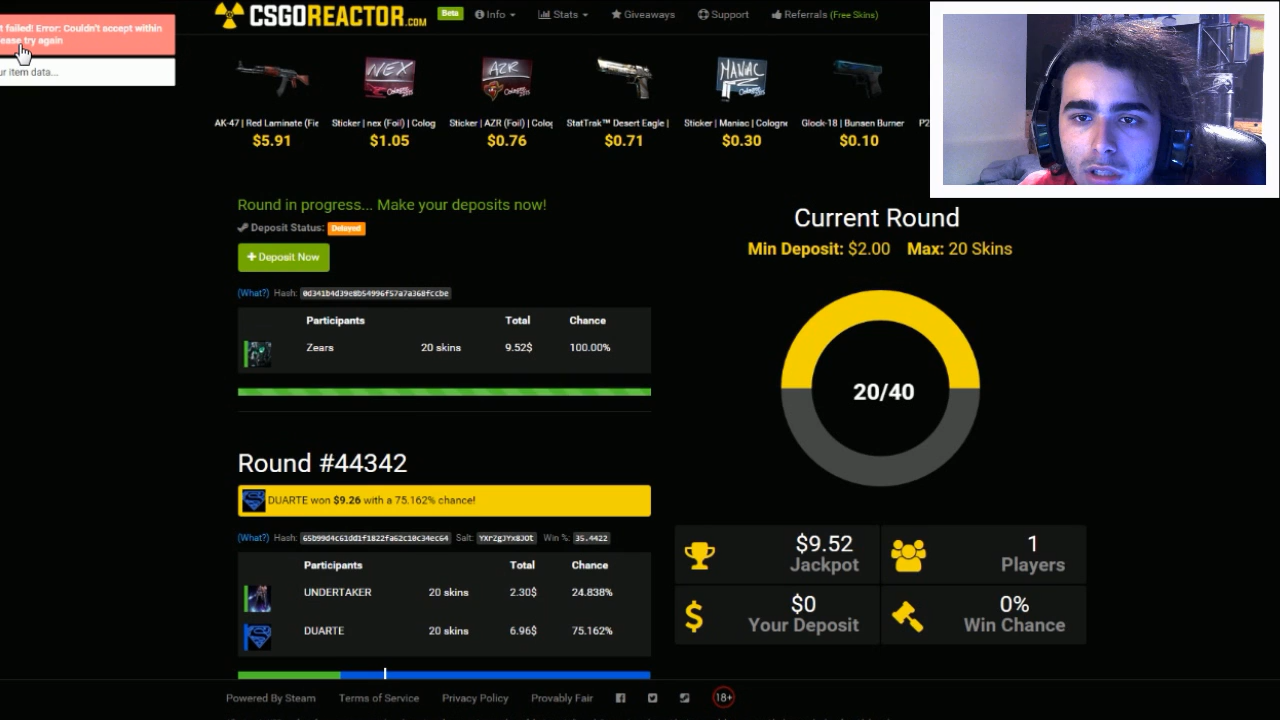 t failed! Error: Couldn't accept within
ease try again
ur item data...
CSGOREACTOR.COM
Beta
Info
Stats
Giveaways
Support
Referrals (Free Skins)
AK-47 | Red Laminate (Fie
$5.91
Sticker | nex (Foil) | Colog
$1.05
Sticker | AZR (Foil) | Colo
$0.76
StatTrak™ Desert Eagle |
$0.71
Sticker | Maniac | Cologn
$0.30
Glock-18 | Bunsen Burner
$0.10
P2
Round in progress... Make your deposits now!
Deposit Status: Delayed
+ Deposit Now
(What?) Hash: 0d341b4d39e8b54996f57a7a368fccbe
Participants Total Chance
Zears 20 skins 9.52$ 100.00%
Current Round
Min Deposit: $2.00 Max: 20 Skins
20/40
Round #44342
DUARTE won $9.26 with a 75.162% chance!
(What?) Hash: 65b99d4c61dd1f1822fa62c10c34ec64 Salt: YXrZgJYx8JOt Win %: 35.4422
Participants Total Chance
UNDERTAKER 20 skins 2.30$ 24.838%
DUARTE 20 skins 6.96$ 75.162%
$9.52
Jackpot
1
Players
$0
Your Deposit
0%
Win Chance
Powered By Steam
Terms of Service
Privacy Policy
Provably Fair
18+